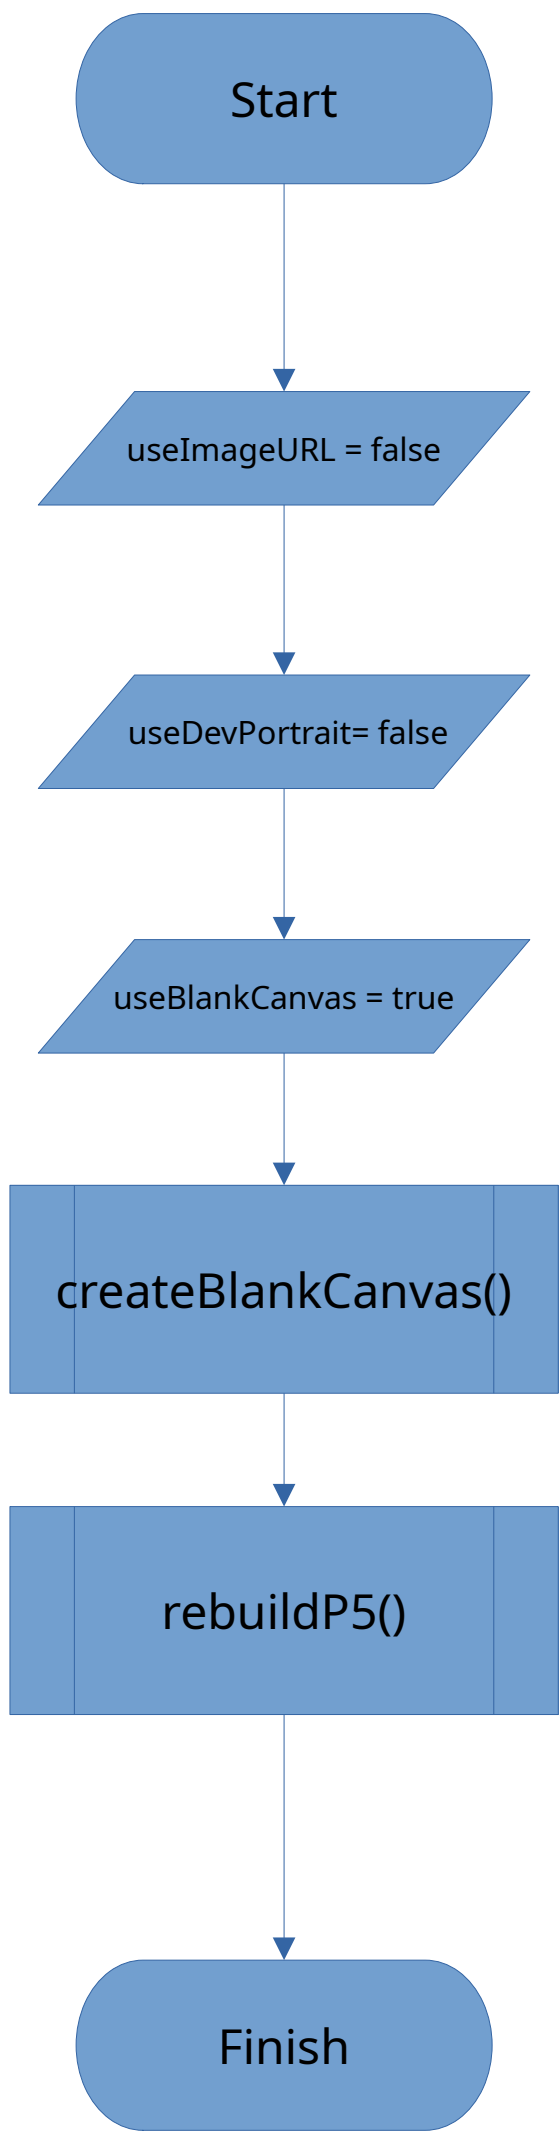 Start
useImageURL = false
useDevPortrait= false
useBlankCanvas = true
createBlankCanvas()
rebuildP5()
Finish